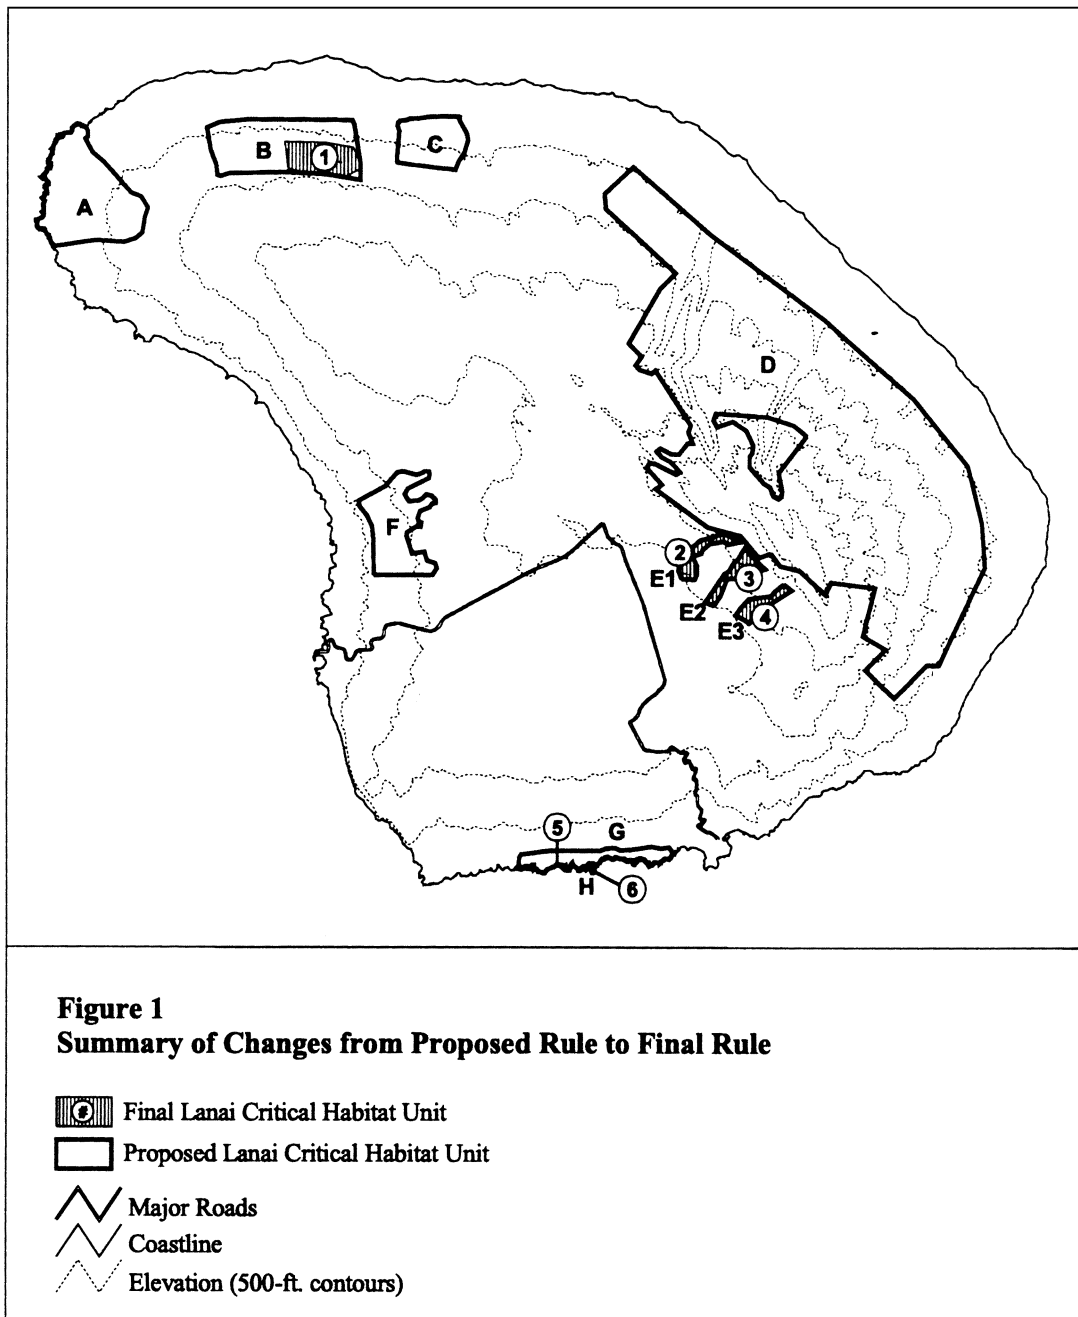 C
B
1
A
D
F
2
E1
3
E2
4
E3
5
G
H
6
Figure 1
Summary of Changes from Proposed Rule to Final Rule
# Final Lanai Critical Habitat Unit
Proposed Lanai Critical Habitat Unit
Major Roads
Coastline
Elevation (500-ft. contours)